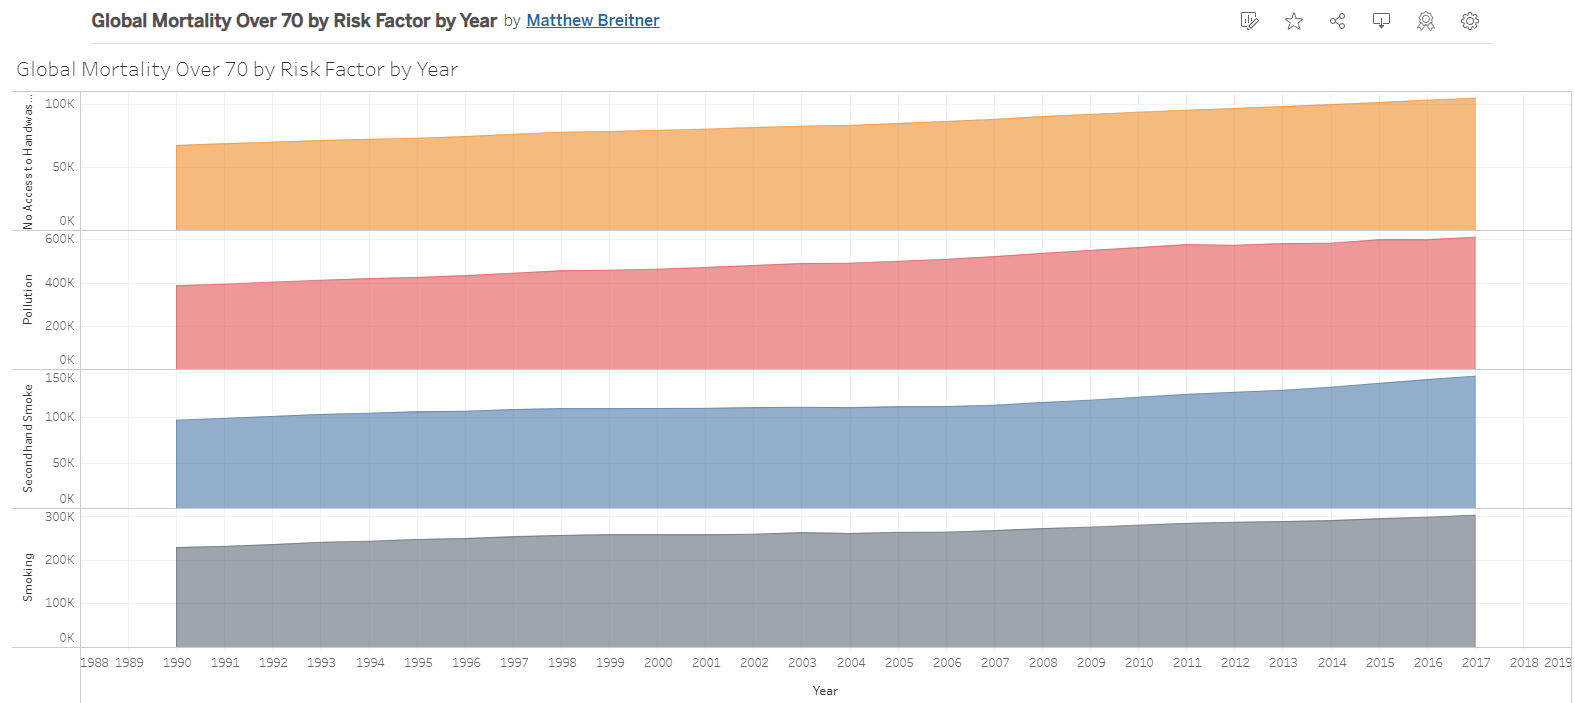 Global Mortality Over 70 by Risk Factor by Year by Matthew Breitner
Global Mortality Over 70 by Risk Factor by Year
No Access to Handwas...
100K
50K
0K
Pollution
600K
400K
200K
0K
Secondhand Smoke
150K
100K
50K
0K
Smoking
300K
200K
100K
0K
1988 1989 1990 1991 1992 1993 1994 1995 1996 1997 1998 1999 2000 2001 2002 2003 2004 2005 2006 2007 2008 2009 2010 2011 2012 2013 2014 2015 2016 2017 2018 2019
Year